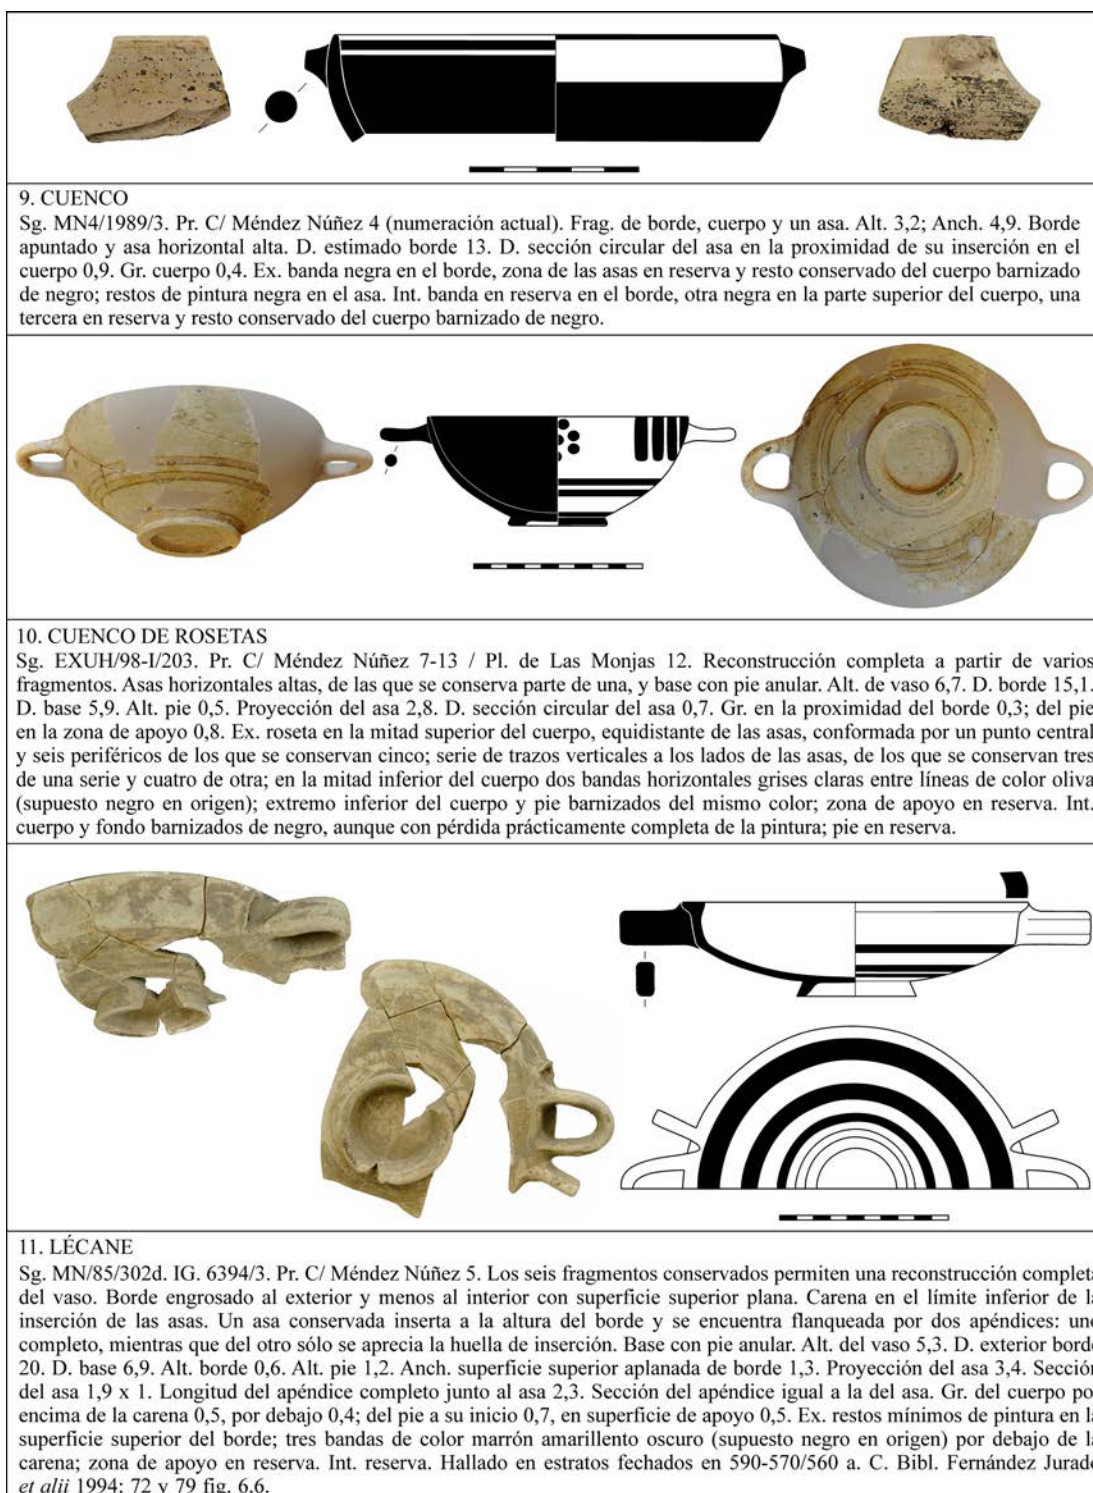 9. CUENCO
Sg. MN4/1989/3. Pr. C/ Méndez Núñez 4 (numeración actual). Frag. de borde, cuerpo y un asa. Alt. 3,2; Anch. 4,9. Borde
apuntado y asa horizontal alta. D. estimado borde 13. D. sección circular del asa en la proximidad de su inserción en el
cuerpo 0,9. Gr. cuerpo 0,4. Ex. banda negra en el borde, zona de las asas en reserva y resto conservado del cuerpo barnizado
de negro; restos de pintura negra en el asa. Int. banda en reserva en el borde, otra negra en la parte superior del cuerpo, una
tercera en reserva y resto conservado del cuerpo barnizado de negro.
10. CUENCO DE ROSETAS
Sg. EXUH/98-I/203. Pr. C/ Méndez Núñez 7-13 / Pl. de Las Monjas 12. Reconstrucción completa a partir de varios
fragmentos. Asas horizontales altas, de las que se conserva parte de una, y base con pie anular. Alt. de vaso 6,7. D. borde 15,1.
D. base 5,9. Alt. pie 0,5. Proyección del asa 2,8. D. sección circular del asa 0,7. Gr. en la proximidad del borde 0,3; del pie
en la zona de apoyo 0,8. Ex. roseta en la mitad superior del cuerpo, equidistante de las asas, conformada por un punto central
y seis periféricos de los que se conservan cinco; serie de trazos verticales a los lados de las asas, de los que se conservan tres
de una serie y cuatro de otra; en la mitad inferior del cuerpo dos bandas horizontales grises claras entre líneas de color oliva
(supuesto negro en origen); extremo inferior del cuerpo y pie barnizados del mismo color; zona de apoyo en reserva. Int.
cuerpo y fondo barnizados de negro, aunque con pérdida prácticamente completa de la pintura; pie en reserva.
11. LÉCANE
Sg. MN/85/302d. IG. 6394/3. Pr. C/ Méndez Núñez 5. Los seis fragmentos conservados permiten una reconstrucción completa
del vaso. Borde engrosado al exterior y menos al interior con superficie superior plana. Carena en el límite inferior de la
inserción de las asas. Un asa conservada inserta a la altura del borde y se encuentra flanqueada por dos apéndices: uno
completo, mientras que del otro sólo se aprecia la huella de inserción. Base con pie anular. Alt. del vaso 5,3. D. exterior borde
20. D. base 6,9. Alt. borde 0,6. Alt. pie 1,2. Anch. superficie superior aplanada de borde 1,3. Proyección del asa 3,4. Sección
del asa 1,9 x 1. Longitud del apéndice completo junto al asa 2,3. Sección del apéndice igual a la del asa. Gr. del cuerpo por
encima de la carena 0,5, por debajo 0,4; del pie a su inicio 0,7, en superficie de apoyo 0,5. Ex. restos mínimos de pintura en la
superficie superior del borde; tres bandas de color marrón amarillento oscuro (supuesto negro en origen) por debajo de la
carena; zona de apoyo en reserva. Int. reserva. Hallado en estratos fechados en 590-570/560 a. C. Bibl. Fernández Jurado
et alii 1994: 72 y 79 fig. 6.6.